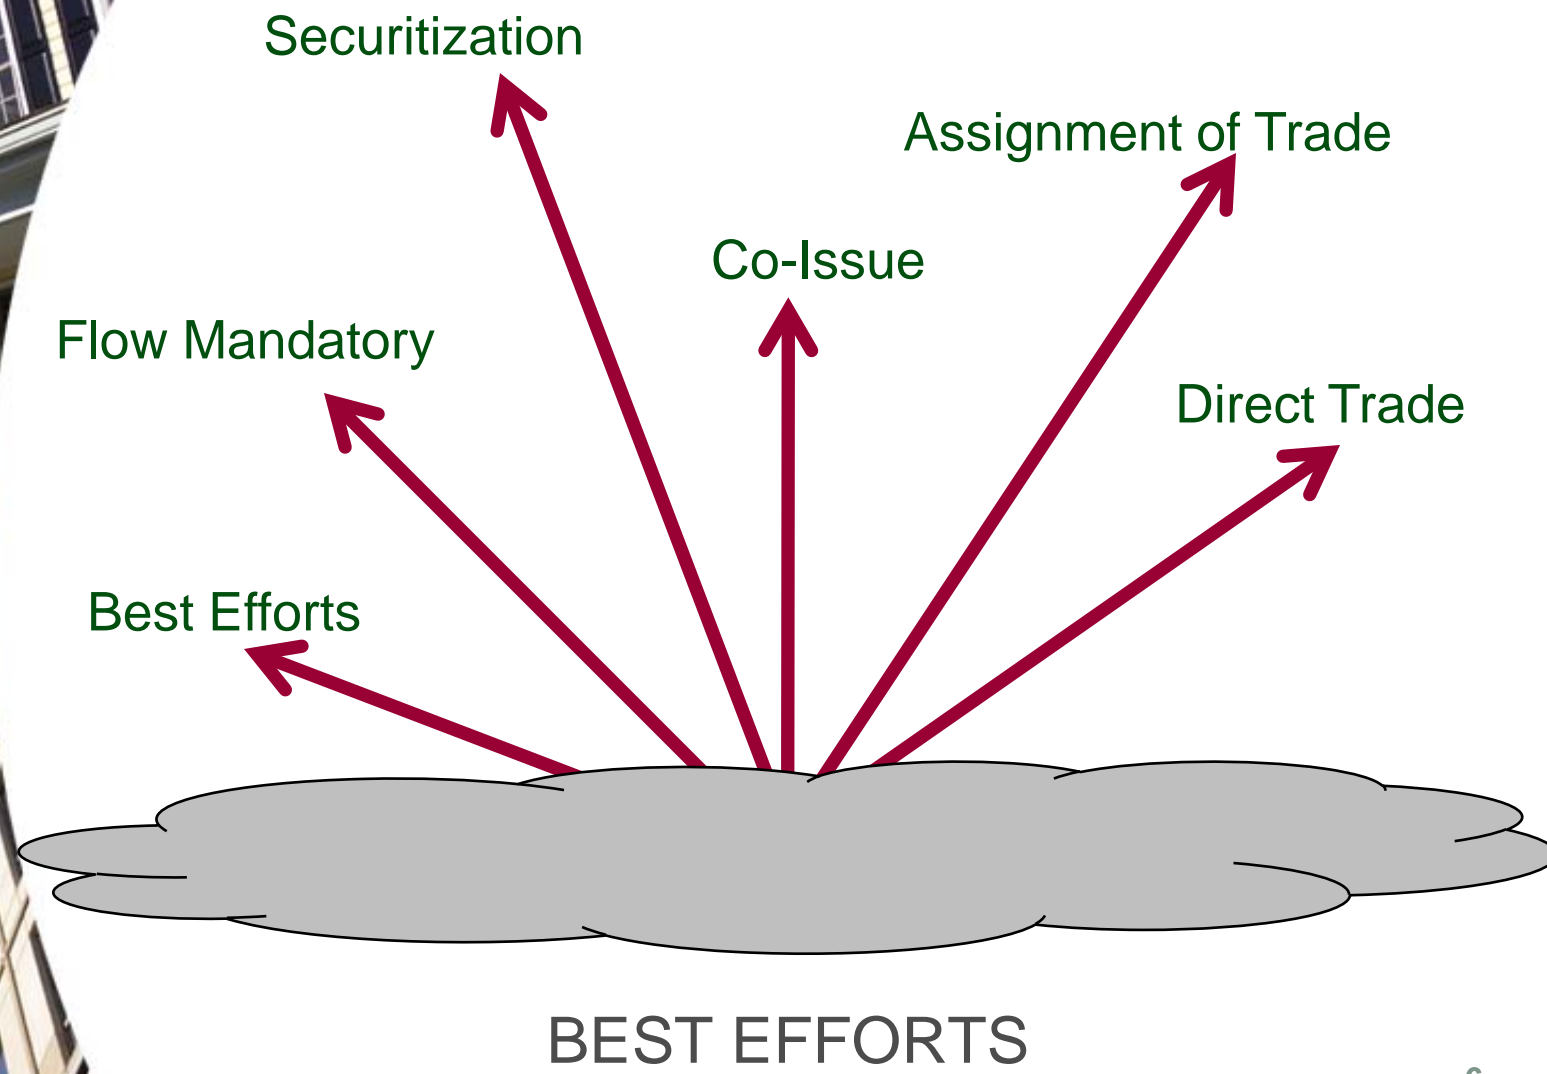 Securitization
Assignment of Trade
Co-Issue
Flow Mandatory
Direct Trade
Best Efforts
BEST EFFORTS